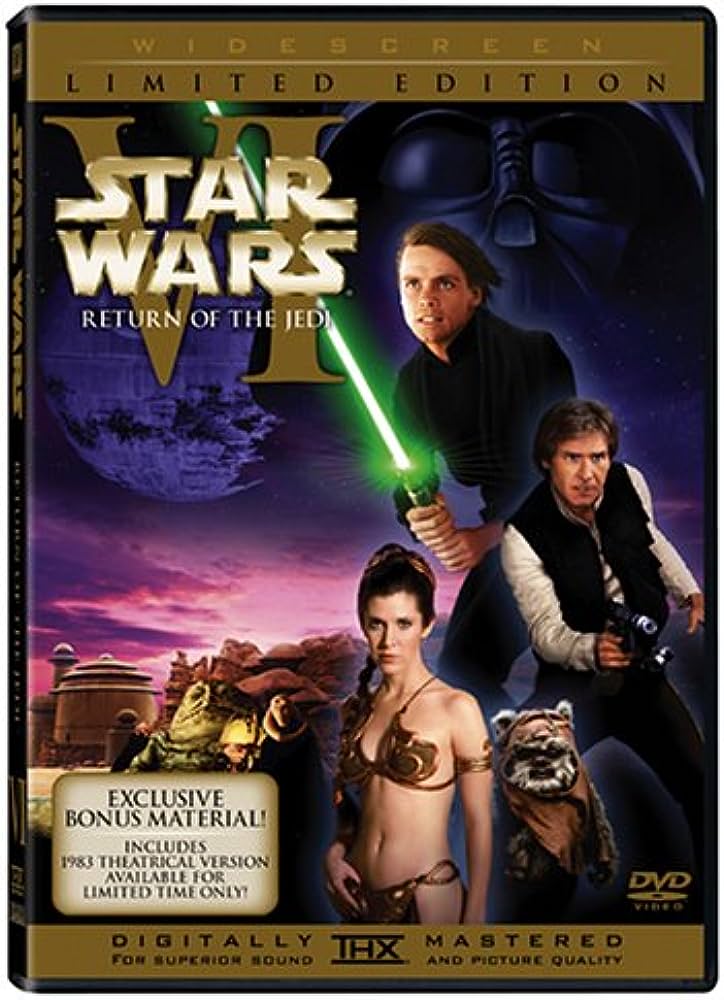 WIDESCREEN
LIMITED EDITION
VI
STAR
WARS
RETURN OF THE JEDI
STAR WARS
EXCLUSIVE
BONUS MATERIAL!
INCLUDES
1983 THEATRICAL VERSION
AVAILABLE FOR
LIMITED TIME ONLY!
DVD
VIDEO
DIGITALLY THX MASTERED
FOR SUPERIOR SOUND AND PICTURE QUALITY